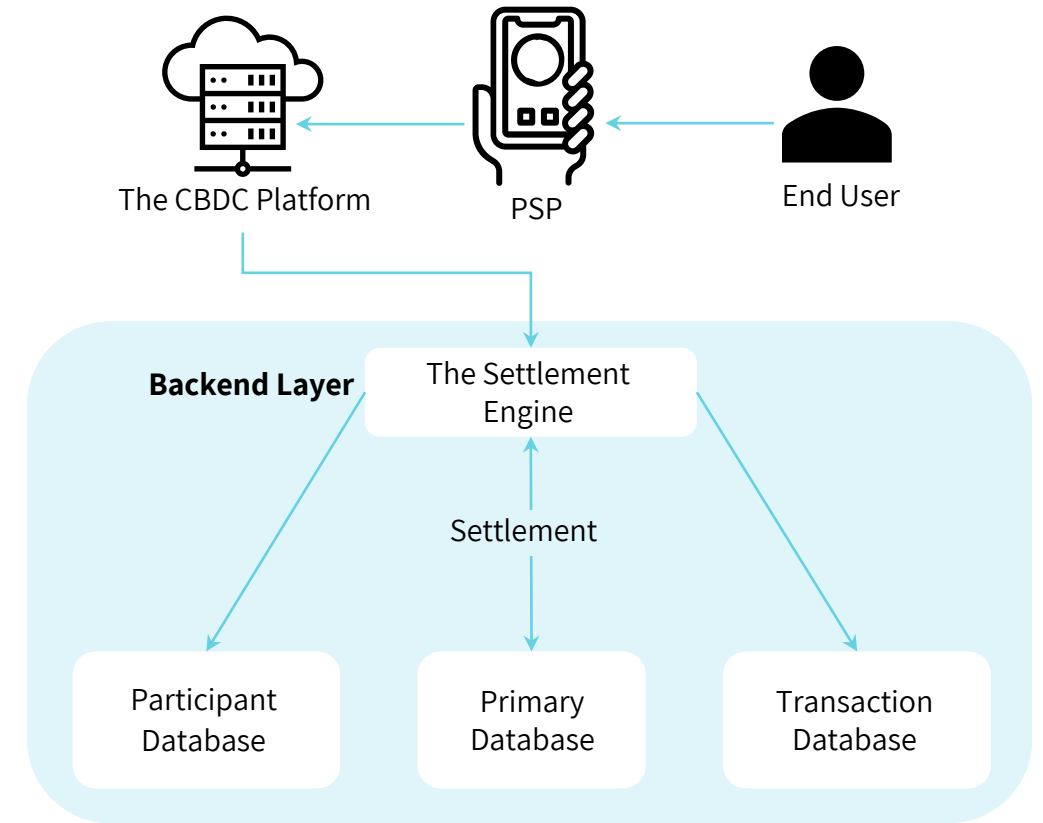 The CBDC Platform
PSP
End User
Backend Layer
The Settlement
Engine
Settlement
Participant
Database
Primary
Database
Transaction
Database